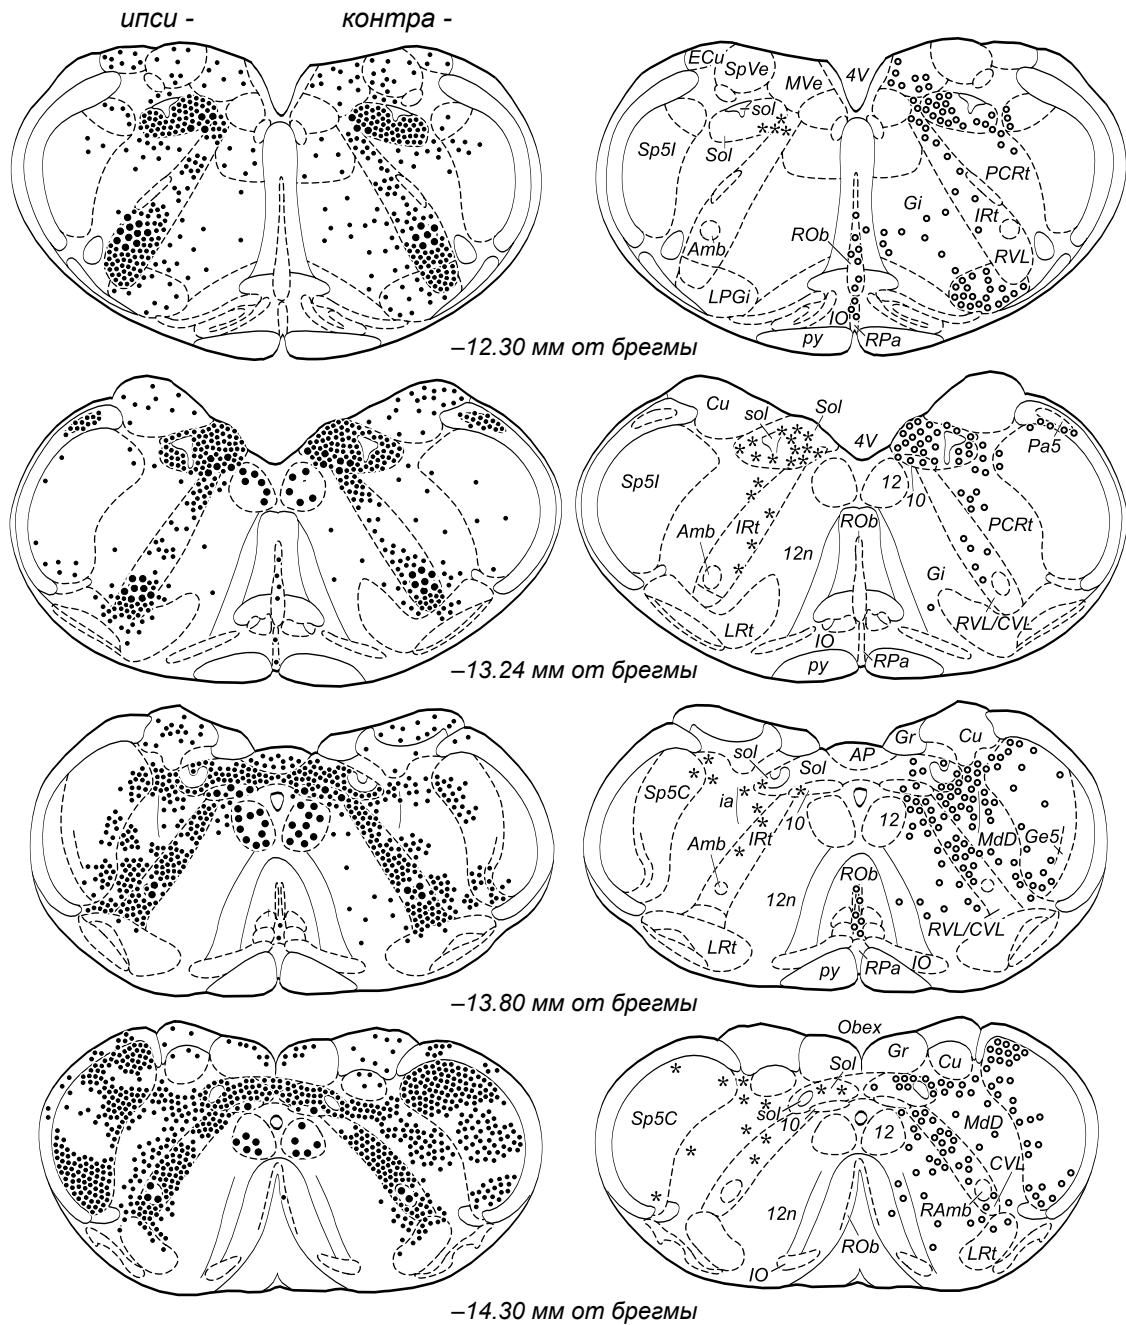 ипси - контра -
ECu SpVe MVe 4V
sol
Sp5I Sol PCRt
Gi IRt
Amb ROb RVL
LPGi IO
py RPa
–12.30 мм от брегмы
Cu sol Sol 4V Pa5
Sp5I 12 10
Amb IRt ROb PCRt
12n Gi
LRt IO RVL/CVL
py RPa
–13.24 мм от брегмы
sol Sol AP Gr Cu
Sp5C ia 10 12
Amb IRt MdD Ge5
ROb
12n RVL/CVL
LRt py RPa IO
–13.80 мм от брегмы
Obex
Sol Gr Cu
Sp5C sol 10 12 MdD
CVL
12n RAmb
IO ROb LRt
–14.30 мм от брегмы